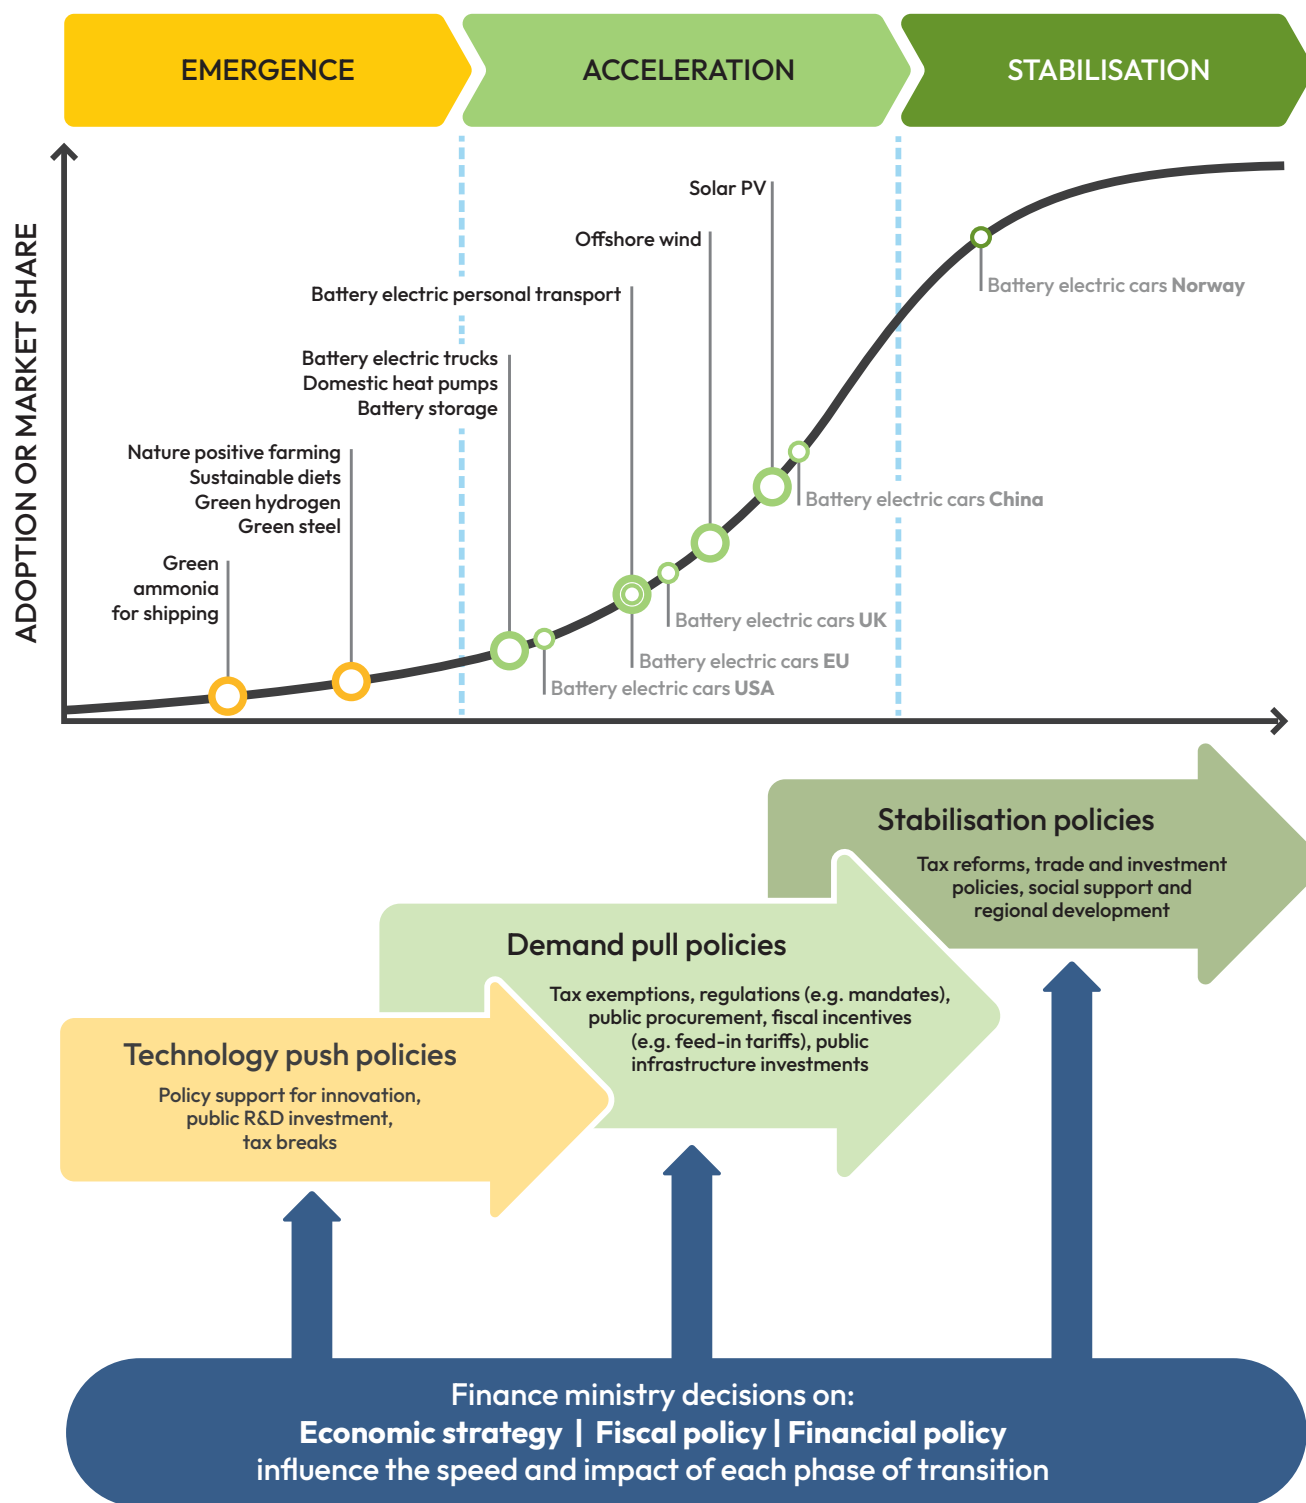 EMERGENCE
ACCELERATION
STABILISATION
ADOPTION OR MARKET SHARE
Solar PV
Offshore wind
Battery electric cars Norway
Battery electric personal transport
Battery electric trucks
Domestic heat pumps
Battery storage
Nature positive farming
Sustainable diets
Green hydrogen
Green steel
Battery electric cars China
Green
ammonia
for shipping
Battery electric cars UK
Battery electric cars EU
Battery electric cars USA
Stabilisation policies
Tax reforms, trade and investment
policies, social support and
regional development
Demand pull policies
Tax exemptions, regulations (e.g. mandates),
public procurement, fiscal incentives
(e.g. feed-in tariffs), public
infrastructure investments
Technology push policies
Policy support for innovation,
public R&D investment,
tax breaks
Finance ministry decisions on:
Economic strategy | Fiscal policy | Financial policy
influence the speed and impact of each phase of transition